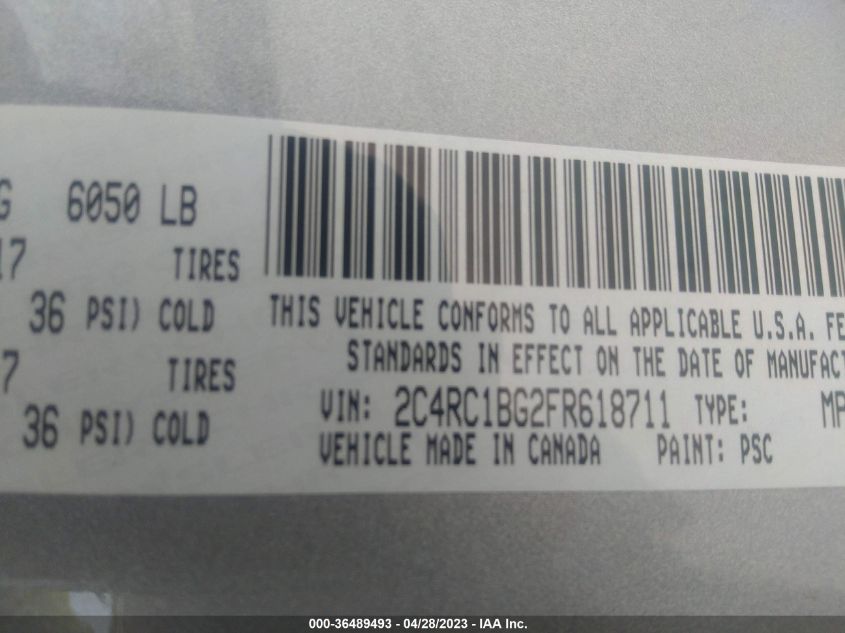 G 6050 LB
17 TIRES
36 PSI) COLD
7 TIRES
36 PSI) COLD
THIS VEHICLE CONFORMS TO ALL APPLICABLE U.S.A. FE
STANDARDS IN EFFECT ON THE DATE OF MANUFACT
VIN: 2C4RC1BG2FR618711 TYPE: MP
VEHICLE MADE IN CANADA PAINT: PSC
000-36489493 - 04/28/2023 - IAA Inc.